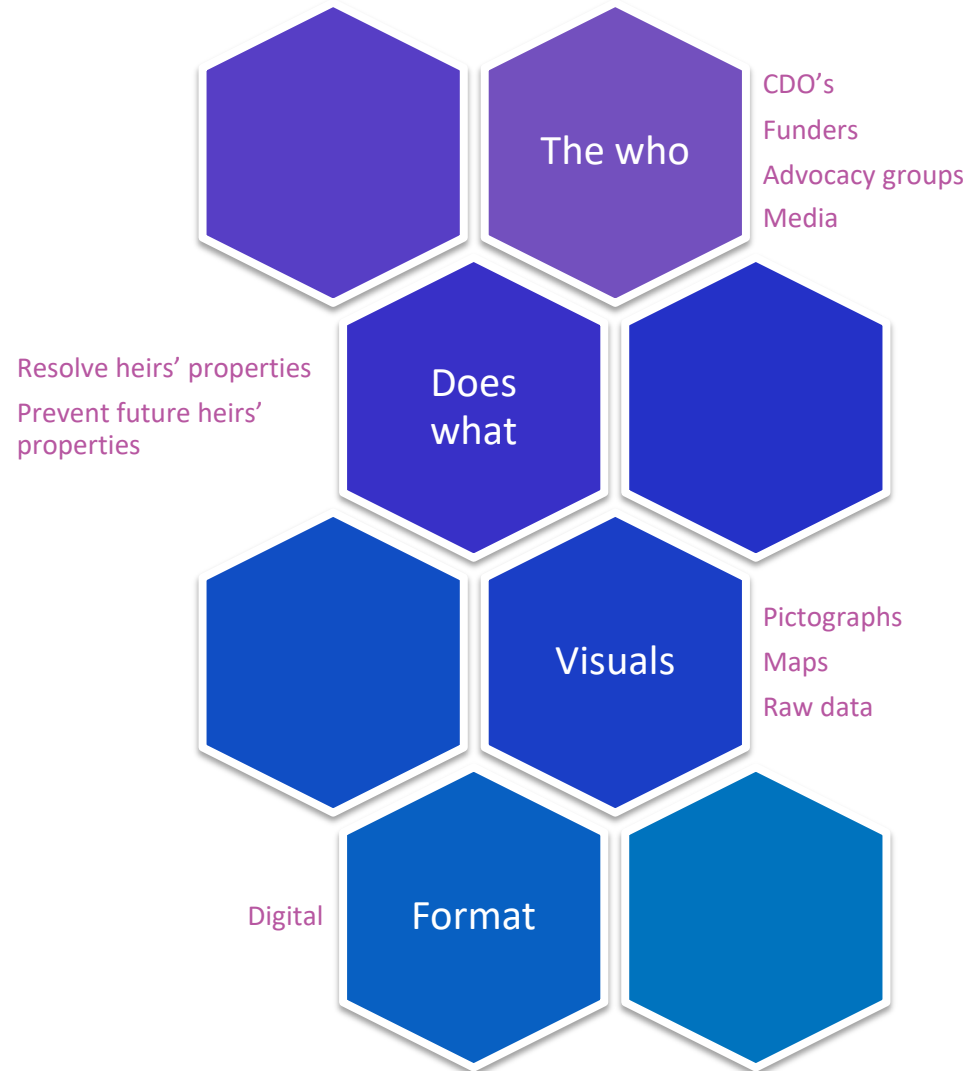 The who
CDO’s
Funders
Advocacy groups
Media
Resolve heirs’ properties
Prevent future heirs’
properties
Does
what
Visuals
Pictographs
Maps
Raw data
Digital
Format